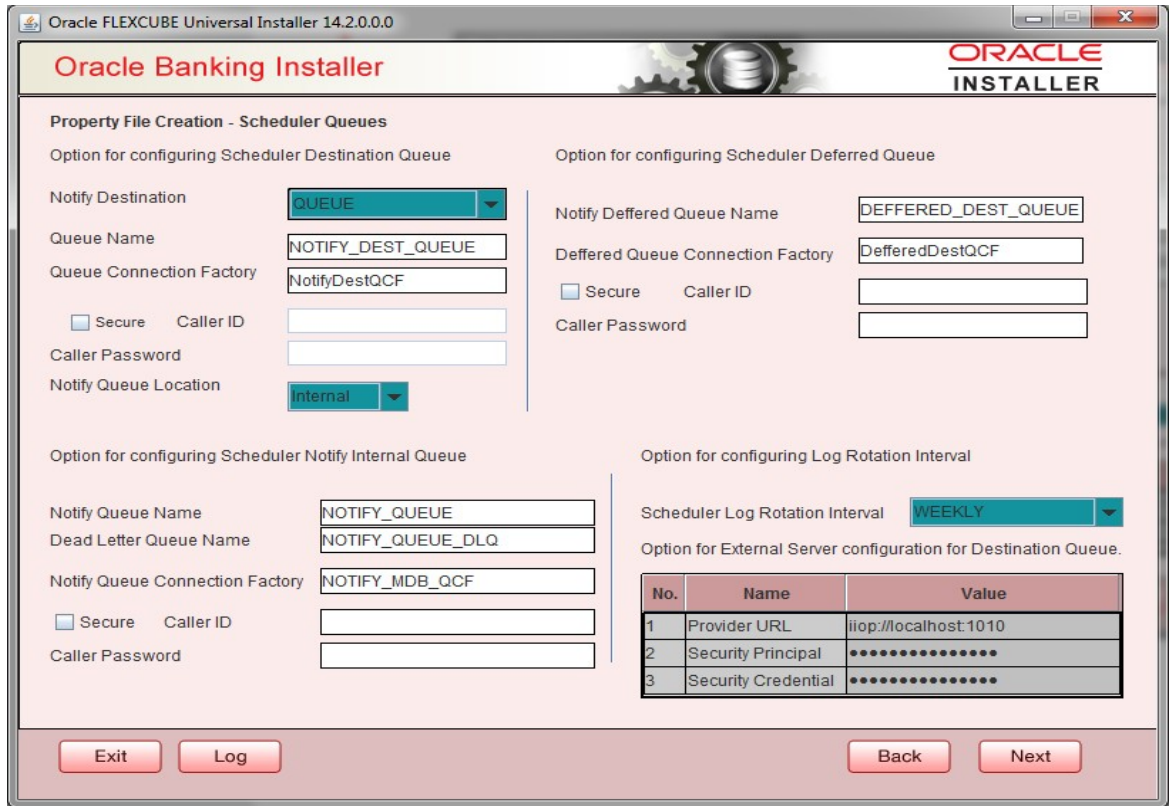 Oracle FLEXCUBE Universal Installer 14.2.0.0.0
Oracle Banking Installer
ORACLE
INSTALLER
Property File Creation - Scheduler Queues
Option for configuring Scheduler Destination Queue
Notify Destination
QUEUE
Queue Name
NOTIFY_DEST_QUEUE
Queue Connection Factory
NotifyDestQCF
Secure
Caller ID
Caller Password
Notify Queue Location
Internal
Option for configuring Scheduler Deferred Queue
Notify Deffered Queue Name
DEFFERED_DEST_QUEUE
Deffered Queue Connection Factory
DefferedDestQCF
Secure
Caller ID
Caller Password
Option for configuring Scheduler Notify Internal Queue
Notify Queue Name
NOTIFY_QUEUE
Dead Letter Queue Name
NOTIFY_QUEUE_DLQ
Notify Queue Connection Factory
NOTIFY_MDB_QCF
Secure
Caller ID
Caller Password
Option for configuring Log Rotation Interval
Scheduler Log Rotation Interval
WEEKLY
Option for External Server configuration for Destination Queue.
No. Name Value
1 Provider URL iiop://localhost:1010
2 Security Principal •••••••••••••••
3 Security Credential •••••••••••••••
Exit
Log
Back
Next